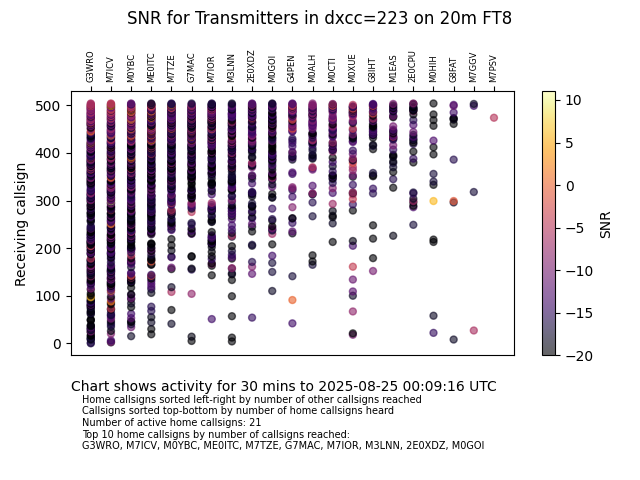 SNR for Transmitters in dxcc=223 on 20m FT8
G3WRO M7ICV M0YBC ME0ITC M7TZE G7MAC M7IOR M3LNN 2E0XDZ M0GOI G4PEN M0ALH M0CTI M0XUE G8IHT M1EAS 2E0CPU M0HIH G8FAT M7GGV M7PSV
500
400
300
200
100
0
Receiving callsign
10
5
0
−5
−10
−15
−20
SNR
Chart shows activity for 30 mins to 2025-08-25 00:09:16 UTC
Home callsigns sorted left-right by number of other callsigns reached
Callsigns sorted top-bottom by number of home callsigns heard
Number of active home callsigns: 21
Top 10 home callsigns by number of callsigns reached:
G3WRO, M7ICV, M0YBC, ME0ITC, M7TZE, G7MAC, M7IOR, M3LNN, 2E0XDZ, M0GOI